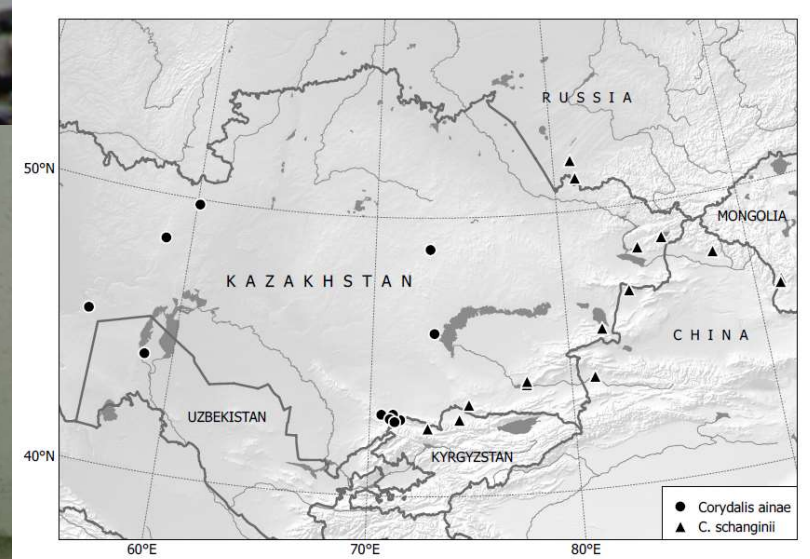 RUSSIA
50°N
MONGOLIA
KAZAKHSTAN
CHINA
UZBEKISTAN
40°N
KYRGYZSTAN
● Corydalis ainae
▲ C. schanginii
60°E 70°E 80°E